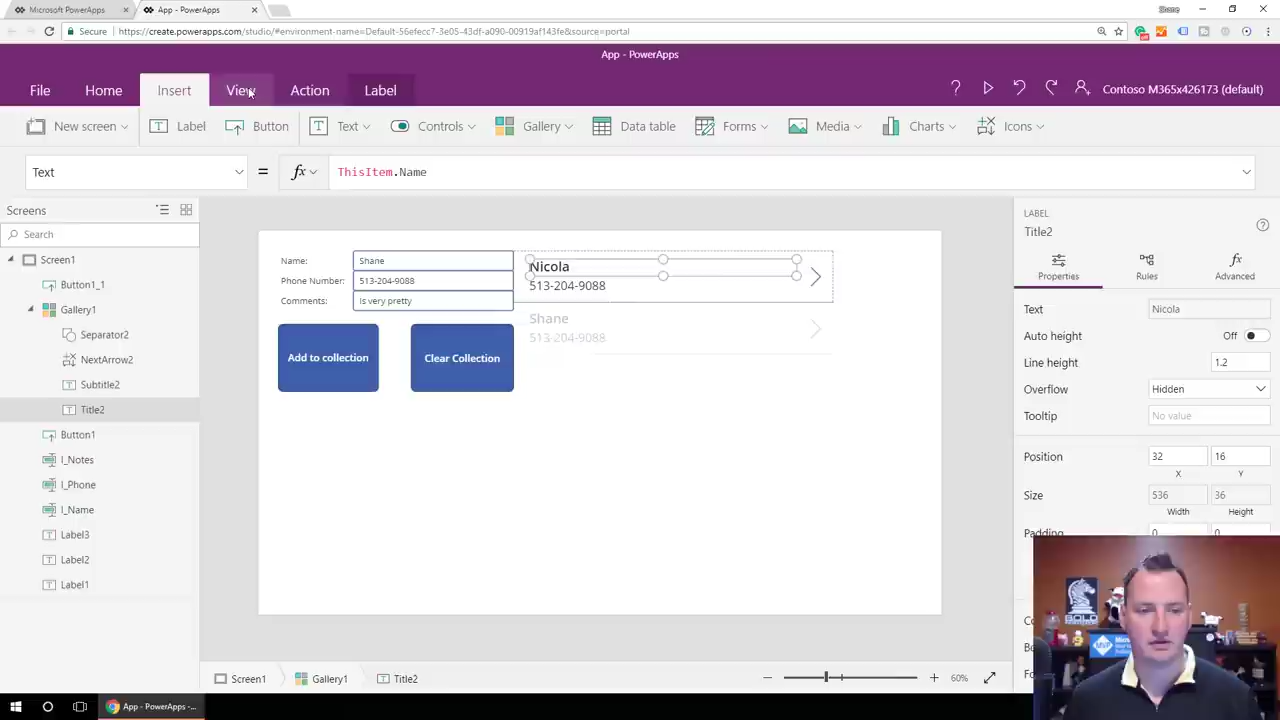 Microsoft PowerApps
App - PowerApps
Shane
Secure
https://create.powerapps.com/studio/#environment-name=Default-56efecc7-3e05-43df-a090-00919af143fe&source=portal
App - PowerApps
File
Home
Insert
View
Action
Label
Contoso M365x426173 (default)
New screen
Label
Button
Text
Controls
Gallery
Data table
Forms
Media
Charts
Icons
Text
=
fx
ThisItem.Name
Screens
Search
Screen1
Button1_1
Gallery1
Separator2
NextArrow2
Subtitle2
Title2
Button1
I_Notes
I_Phone
I_Name
Label3
Label2
Label1
Name:
Shane
Phone Number:
513-204-9088
Comments:
Is very pretty
Add to collection
Clear Collection
Nicola
513-204-9088
Shane
513-204-9088
LABEL
Title2
Properties
Rules
Advanced
Text
Nicola
Auto height
Off
Line height
1.2
Overflow
Hidden
Tooltip
No value
Position
32
16
X
Y
Size
536
36
Width
Height
Padding
0
0
BOLD
MVP
Screen1
Gallery1
Title2
60%
App - PowerApps -...